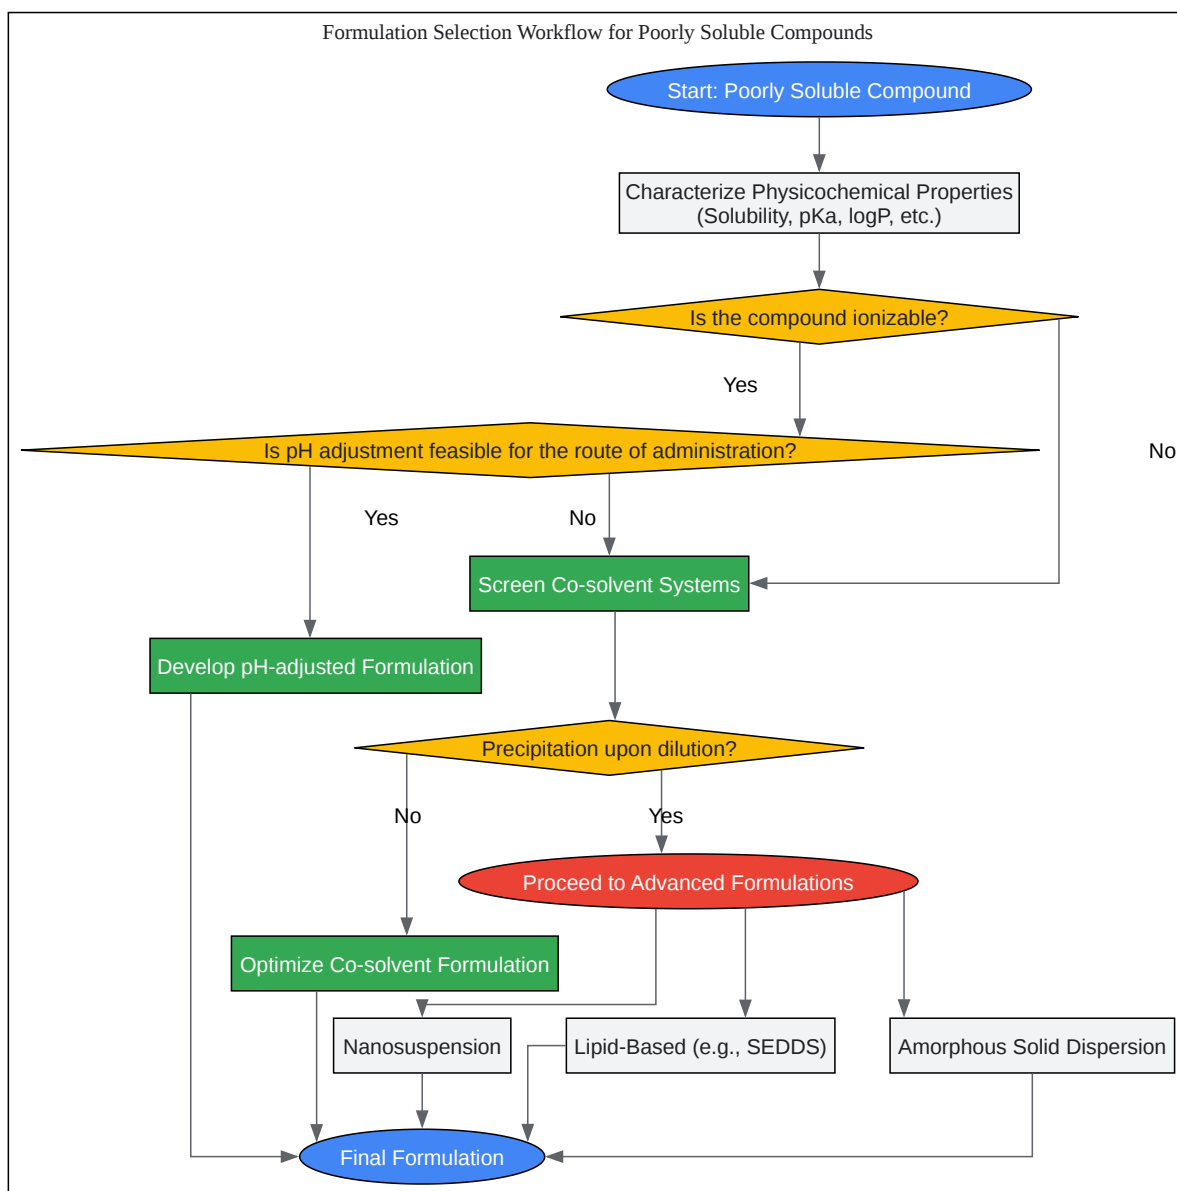 Formulation Selection Workflow for Poorly Soluble Compounds
Start: Poorly Soluble Compound
Characterize Physicochemical Properties
(Solubility, pKa, logP, etc.)
Is the compound ionizable?
Yes
Is pH adjustment feasible for the route of administration?
No
Yes
No
Screen Co-solvent Systems
Develop pH-adjusted Formulation
Precipitation upon dilution?
No
Yes
Proceed to Advanced Formulations
Optimize Co-solvent Formulation
Nanosuspension
Lipid-Based (e.g., SEDDS)
Amorphous Solid Dispersion
Final Formulation